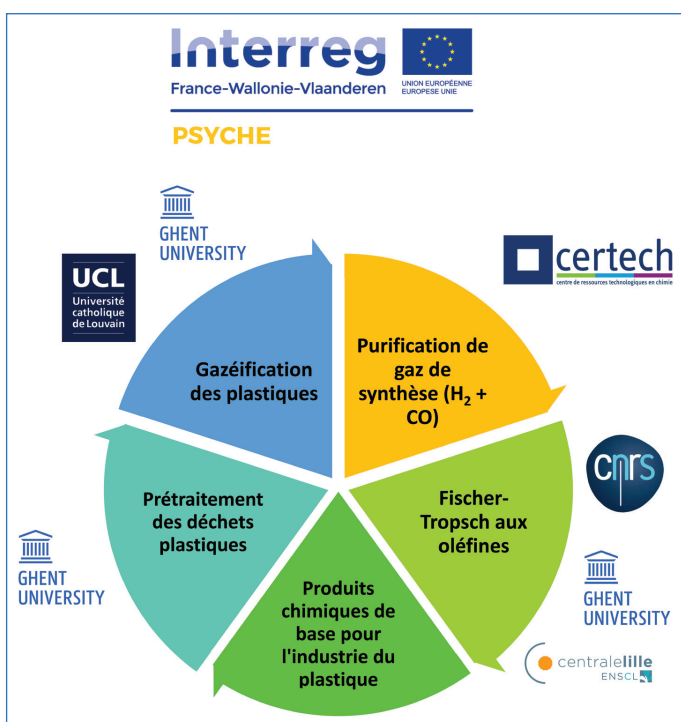 Interreg
France-Wallonie-Vlaanderen
UNION EUROPÉENNE
EUROPESE UNIE
PSYCHE
GHENT
UNIVERSITY
UCL
Université
catholique
de Louvain
certech
centre de ressources technologiques en chimie
Gazéification
des plastiques
Purification de
gaz de
synthèse (H₂ +
CO)
Prétraitement
des déchets
plastiques
Fischer-
Tropsch aux
oléfines
cnrs
GHENT
UNIVERSITY
Produits
chimiques de
base pour
l'industrie du
plastique
GHENT
UNIVERSITY
centralelille
ENSCL